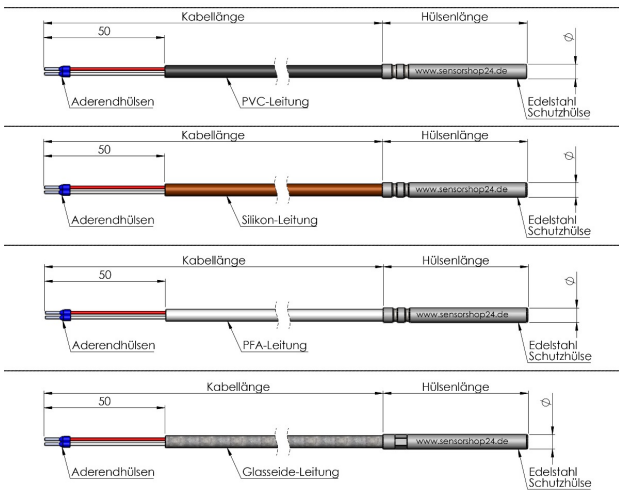 Kabellänge Hülsenlänge
50 Ø
www.sensorshop24.de
Aderendhülsen PVC-Leitung Edelstahl
Schutzhülse
Kabellänge Hülsenlänge
50 Ø
www.sensorshop24.de
Aderendhülsen Silikon-Leitung Edelstahl
Schutzhülse
Kabellänge Hülsenlänge
50 Ø
www.sensorshop24.de
Aderendhülsen PFA-Leitung Edelstahl
Schutzhülse
Kabellänge Hülsenlänge
50 Ø
www.sensorshop24.de
Aderendhülsen Glasseide-Leitung Edelstahl
Schutzhülse